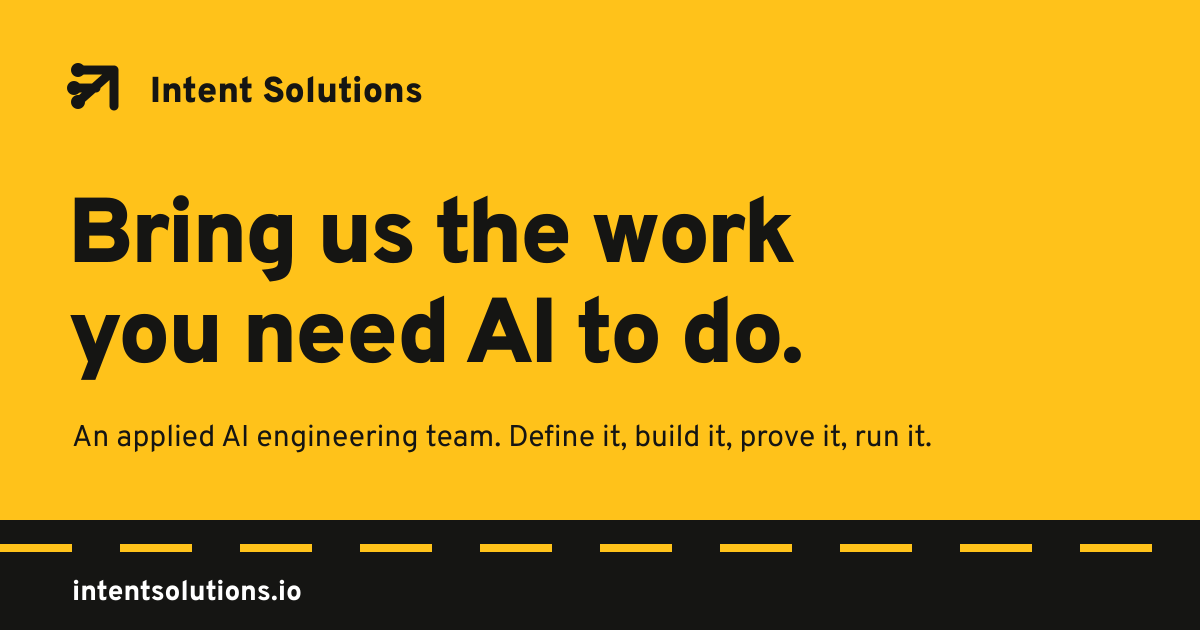 Intent Solutions
Bring us the work
you need AI to do.
An applied AI engineering team. Define it, build it, prove it, run it.
intentsolutions.io